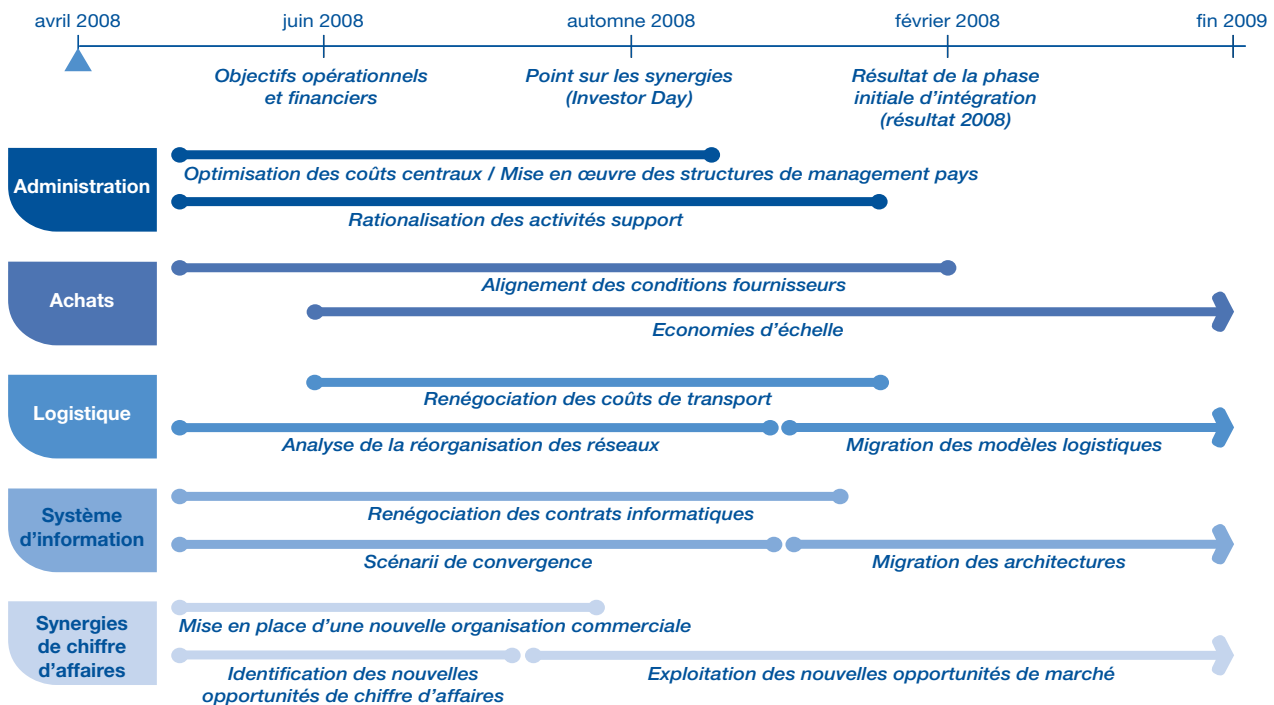 avril 2008
juin 2008
automne 2008
février 2008
fin 2009
Objectifs opérationnels
et financiers
Point sur les synergies
(Investor Day)
Résultat de la phase
initiale d'intégration
(résultat 2008)
Administration
Optimisation des coûts centraux / Mise en œuvre des structures de management pays
Rationalisation des activités support
Achats
Alignement des conditions fournisseurs
Economies d'échelle
Logistique
Renégociation des coûts de transport
Analyse de la réorganisation des réseaux
Migration des modèles logistiques
Système
d'information
Renégociation des contrats informatiques
Scénarii de convergence
Migration des architectures
Synergies
de chiffre
d'affaires
Mise en place d'une nouvelle organisation commerciale
Identification des nouvelles
opportunités de chiffre d'affaires
Exploitation des nouvelles opportunités de marché